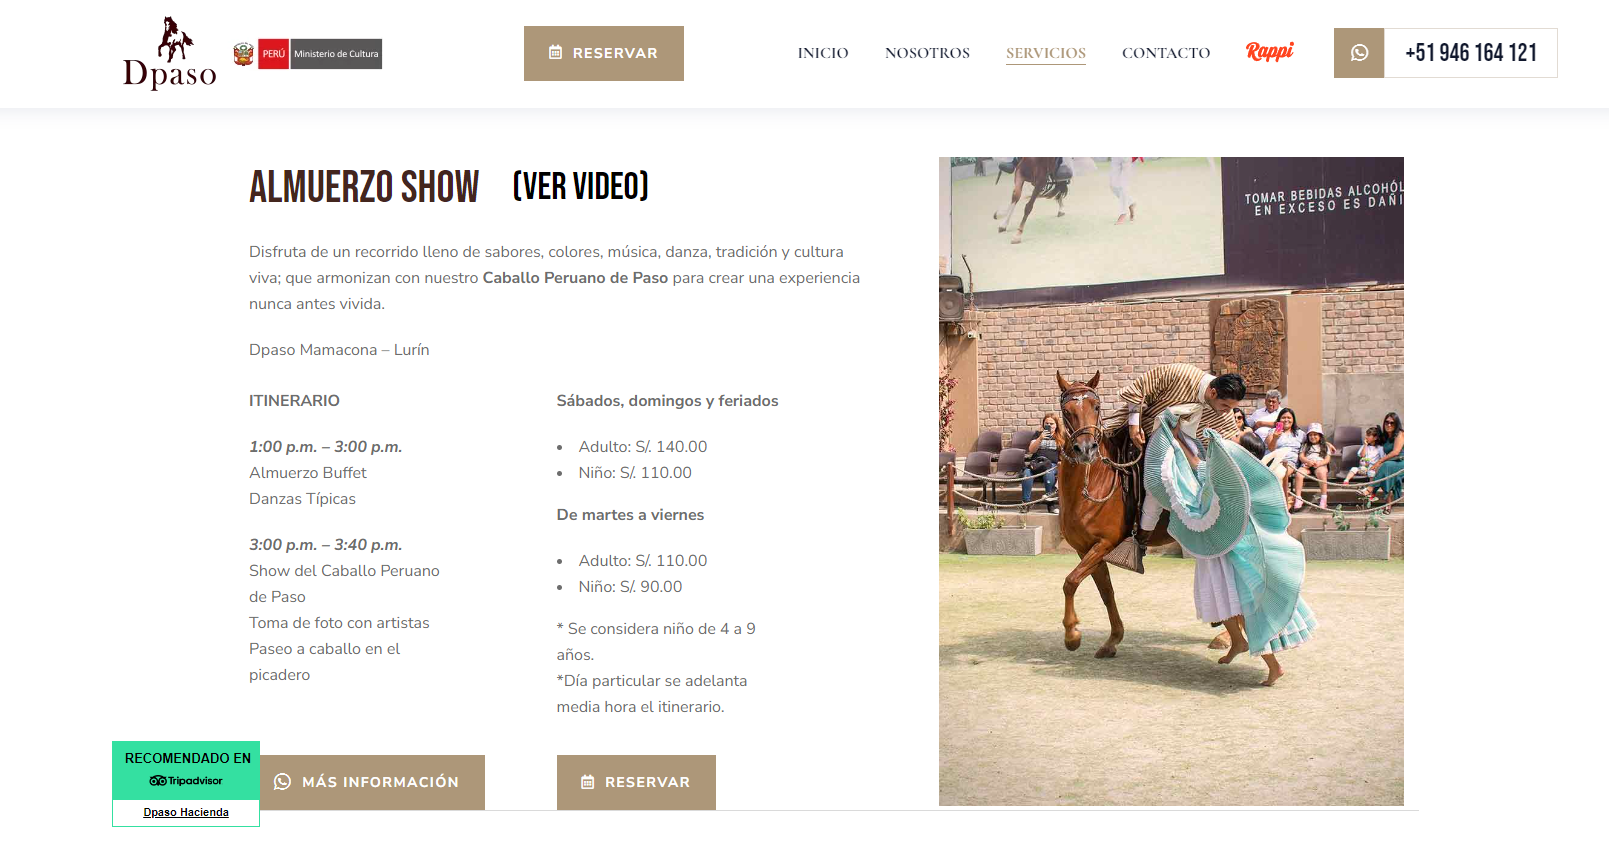 Dpaso
PERÚ
Ministerio de Cultura
RESERVAR
INICIO
NOSOTROS
SERVICIOS
CONTACTO
Rappi
+51 946 164 121
ALMUERZO SHOW
(VER VIDEO)
Disfruta de un recorrido lleno de sabores, colores, música, danza, tradición y cultura
viva; que armonizan con nuestro Caballo Peruano de Paso para crear una experiencia
nunca antes vivida.
Dpaso Mamacona – Lurín
ITINERARIO
1:00 p.m. – 3:00 p.m.
Almuerzo Buffet
Danzas Típicas
3:00 p.m. – 3:40 p.m.
Show del Caballo Peruano
de Paso
Toma de foto con artistas
Paseo a caballo en el
picadero
Sábados, domingos y feriados
• Adulto: S/. 140.00
• Niño: S/. 110.00
De martes a viernes
• Adulto: S/. 110.00
• Niño: S/. 90.00
* Se considera niño de 4 a 9
años.
*Día particular se adelanta
media hora el itinerario.
MÁS INFORMACIÓN
RESERVAR
RECOMENDADO EN
Tripadvisor
Dpaso Hacienda
TOMAR BEBIDAS ALCOHÓL
EN EXCESO ES DAÑI